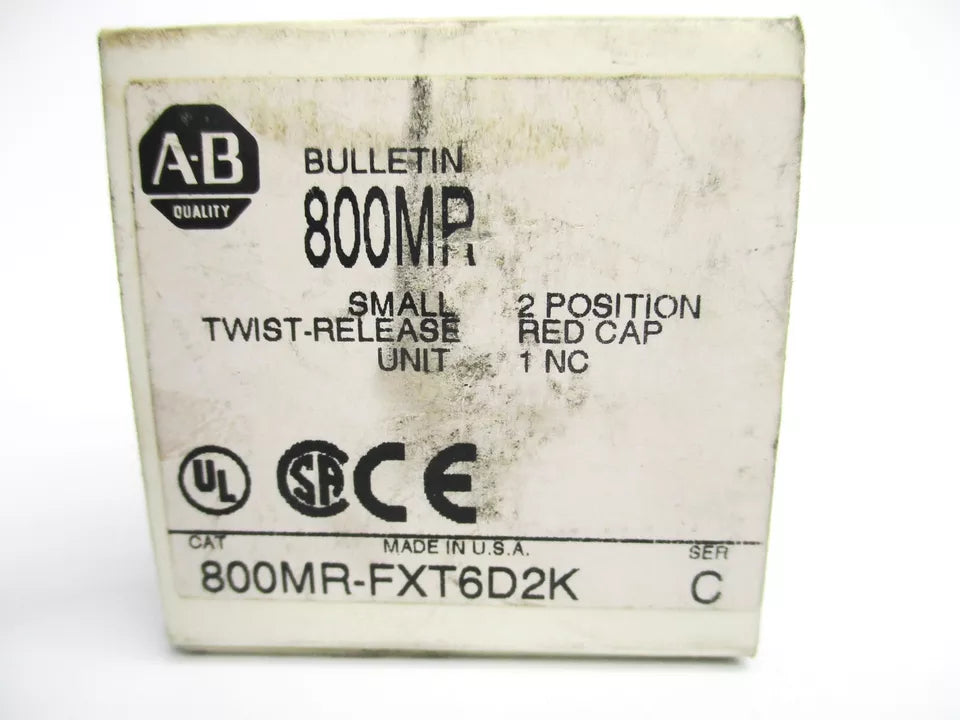 A-B
QUALITY
BULLETIN
800MR
SMALL 2 POSITION
TWIST-RELEASE RED CAP
UNIT 1 NC
UL SA CE
CAT MADE IN U.S.A. SER
800MR-FXT6D2K C